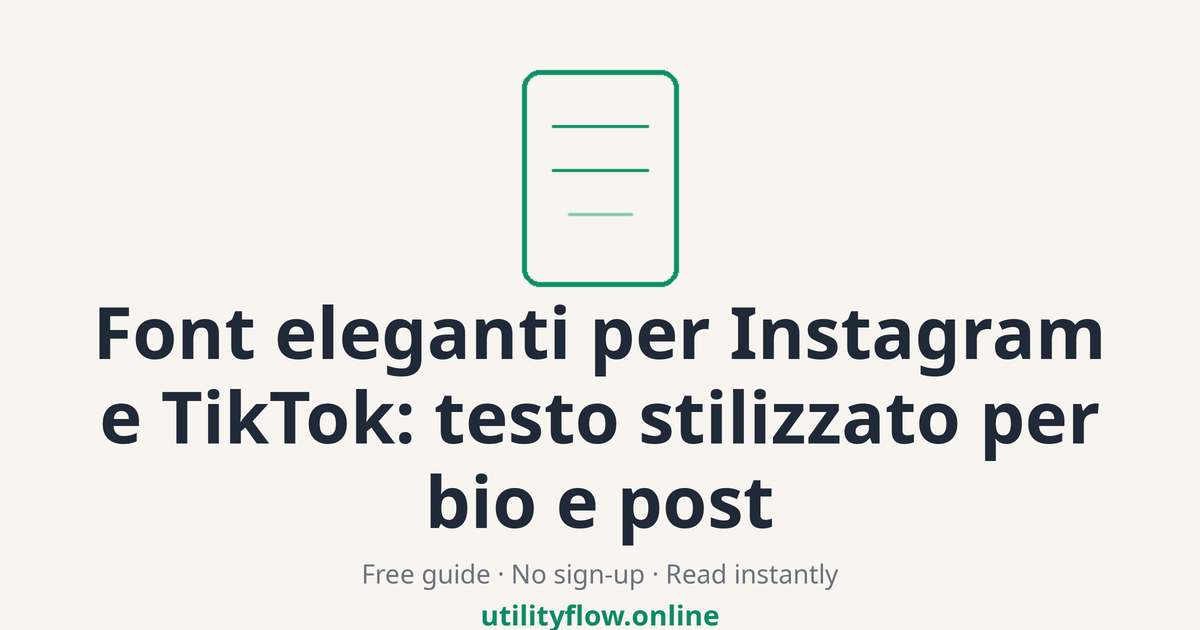 Font eleganti per Instagram
e TikTok: testo stilizzato per
bio e post
Free guide · No sign-up · Read instantly
utilityflow.online